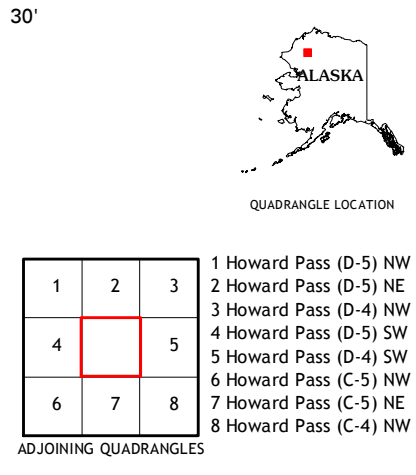 30'
ALASKA
QUADRANGLE LOCATION
1 2 3
4 5
6 7 8
ADJOINING QUADRANGLES
1 Howard Pass (D-5) NW
2 Howard Pass (D-5) NE
3 Howard Pass (D-4) NW
4 Howard Pass (D-5) SW
5 Howard Pass (D-4) SW
6 Howard Pass (C-5) NW
7 Howard Pass (C-5) NE
8 Howard Pass (C-4) NW